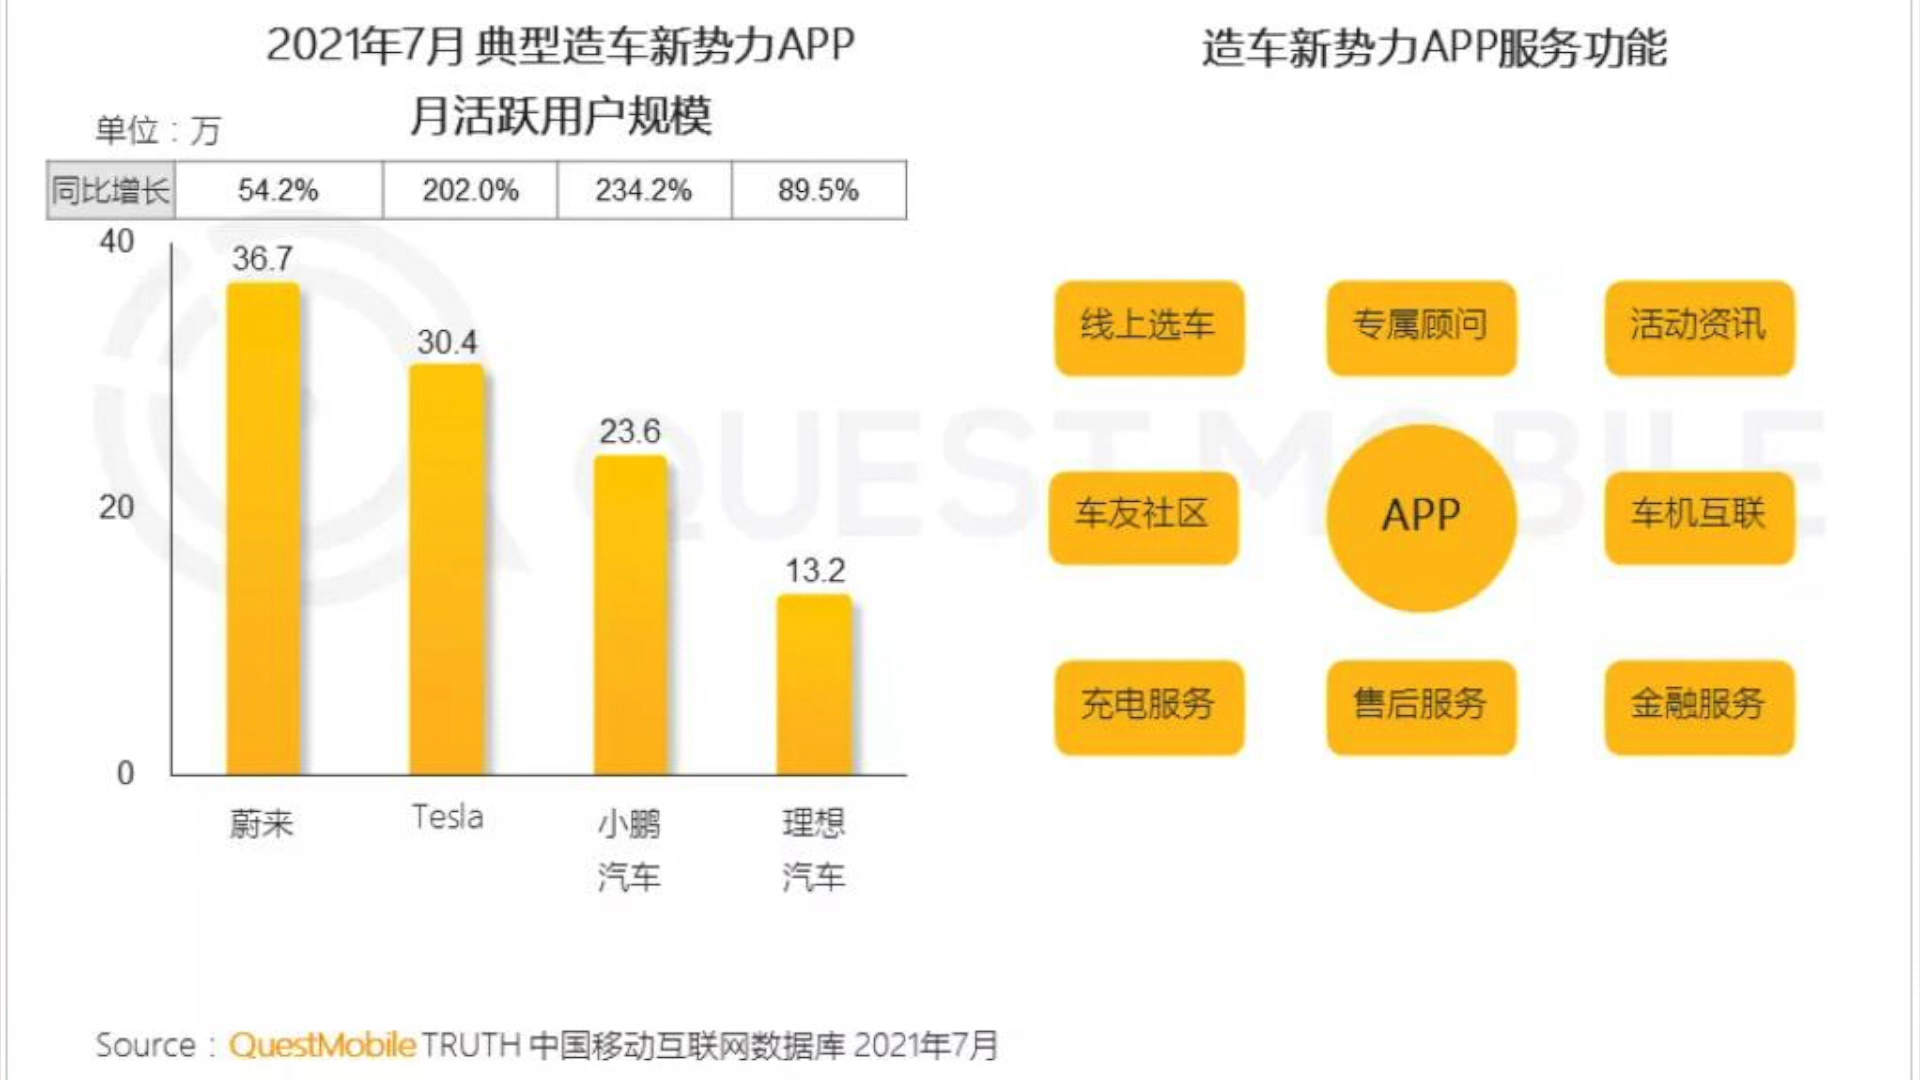 2021年7月 典型造车新势力APP
月活跃用户规模
单位：万
同比增长 54.2% 202.0% 234.2% 89.5%
40
20
0
36.7
30.4
23.6
13.2
蔚来
Tesla
小鹏
汽车
理想
汽车
造车新势力APP服务功能
线上选车 专属顾问 活动资讯
车友社区 APP 车机互联
充电服务 售后服务 金融服务
QUEST MOBILE
Source：QuestMobile TRUTH 中国移动互联网数据库 2021年7月